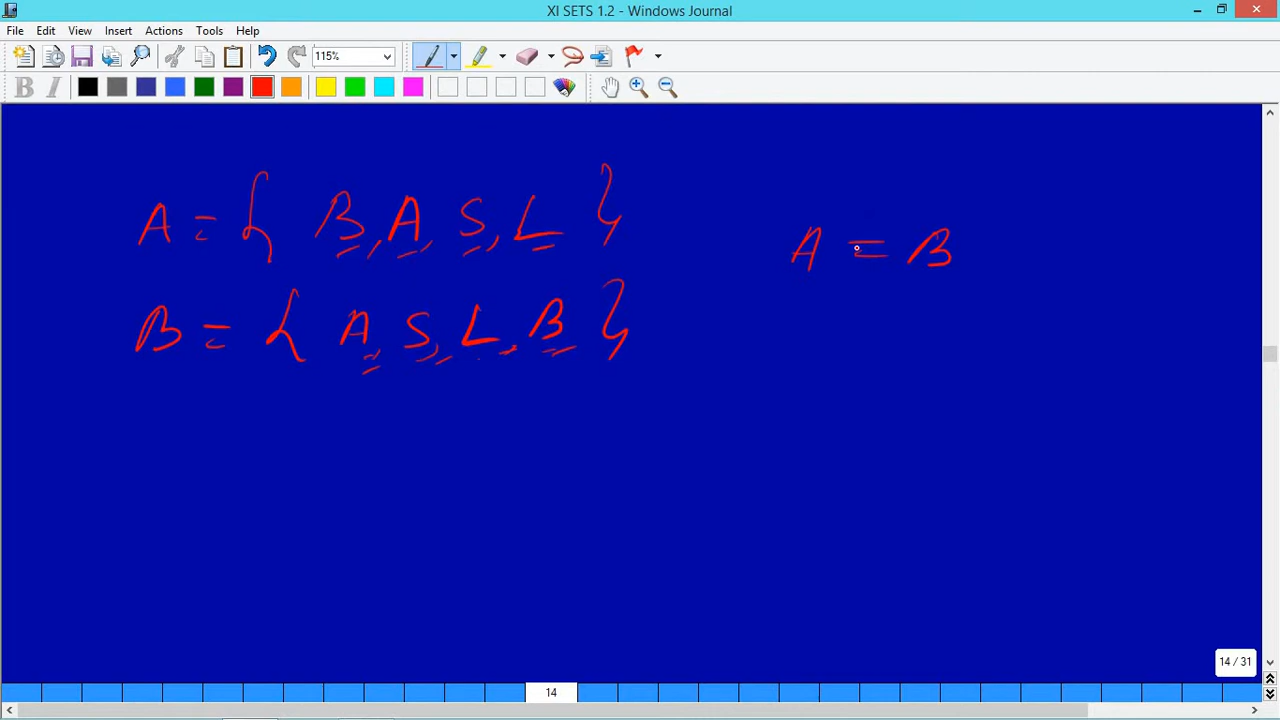 XI SETS 1.2 - Windows Journal
File Edit View Insert Actions Tools Help
115%
A = { B, A, S, L }
A = B
B = { A, S, L, B }
14 / 31
14